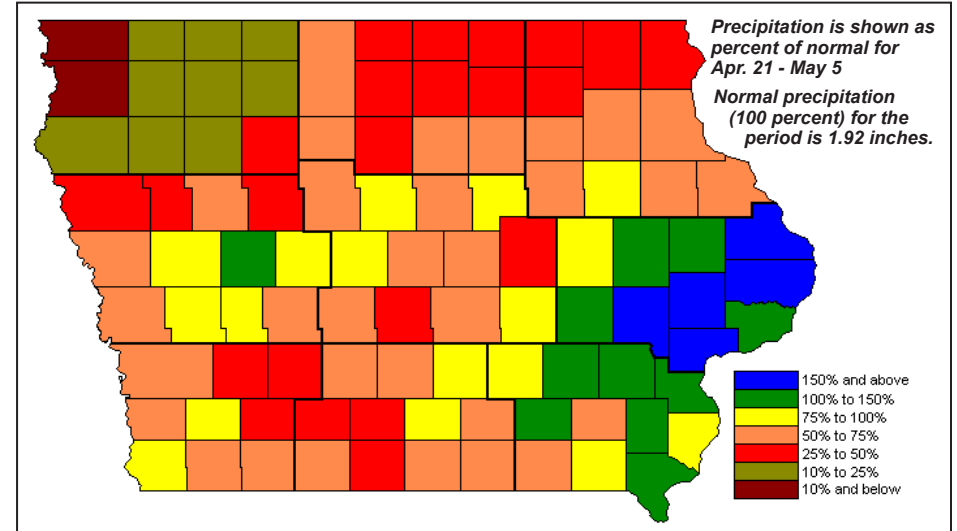 Precipitation is shown as
percent of normal for
Apr. 21 - May 5
Normal precipitation
(100 percent) for the
period is 1.92 inches.
150% and above
100% to 150%
75% to 100%
50% to 75%
25% to 50%
10% to 25%
10% and below